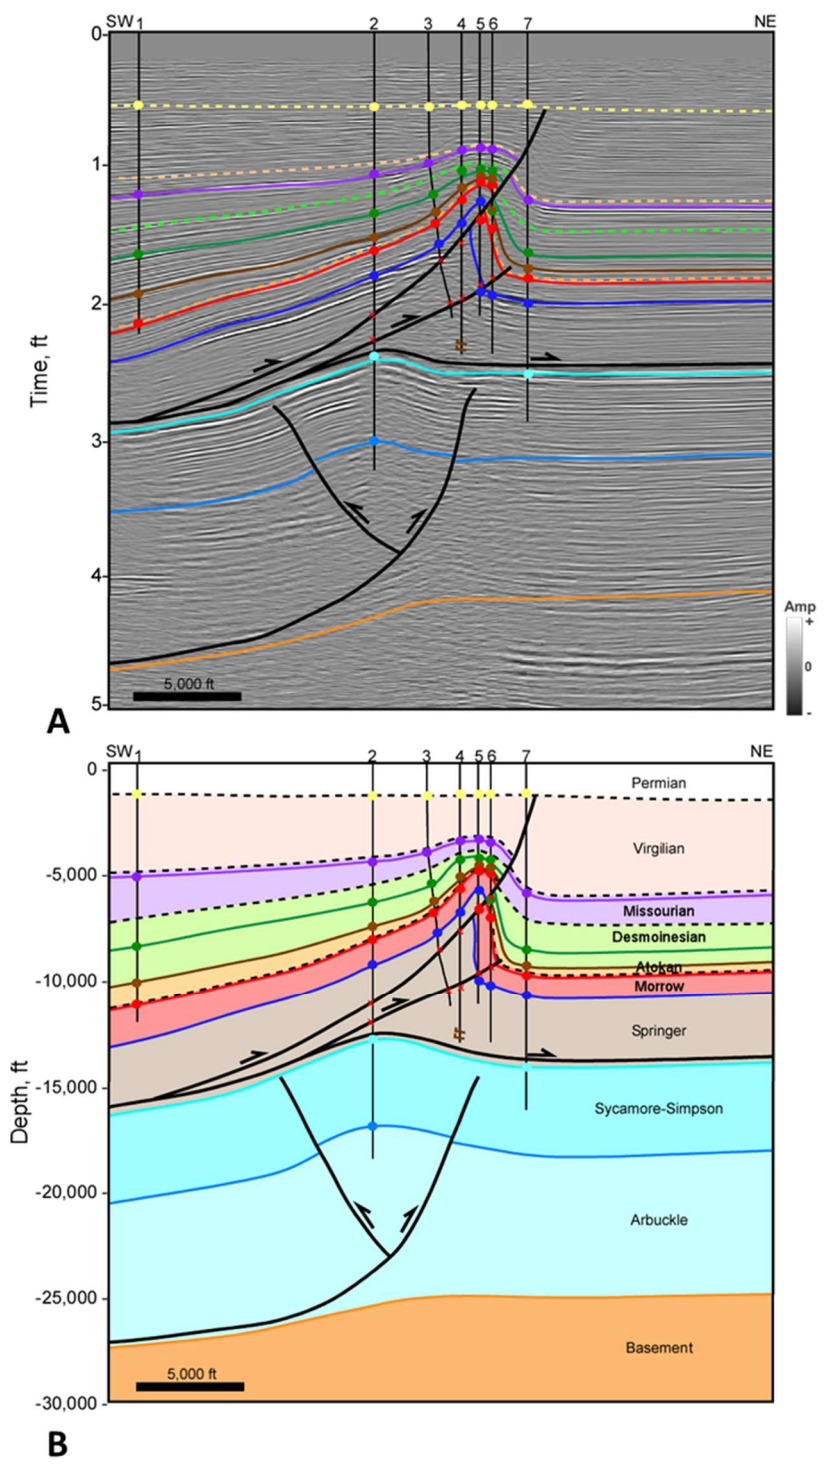 SW 1 2 3 4 5 6 7 NE
0
1
2
3
4
5
Time, ft
5,000 ft
Amp
+
0
-
A
SW 1 2 3 4 5 6 7 NE
0
-5,000
-10,000
-15,000
-20,000
-25,000
-30,000
Depth, ft
Permian
Virgilian
Missourian
Desmoinesian
Atokan
Morrow
Springer
Sycamore-Simpson
Arbuckle
Basement
5,000 ft
B